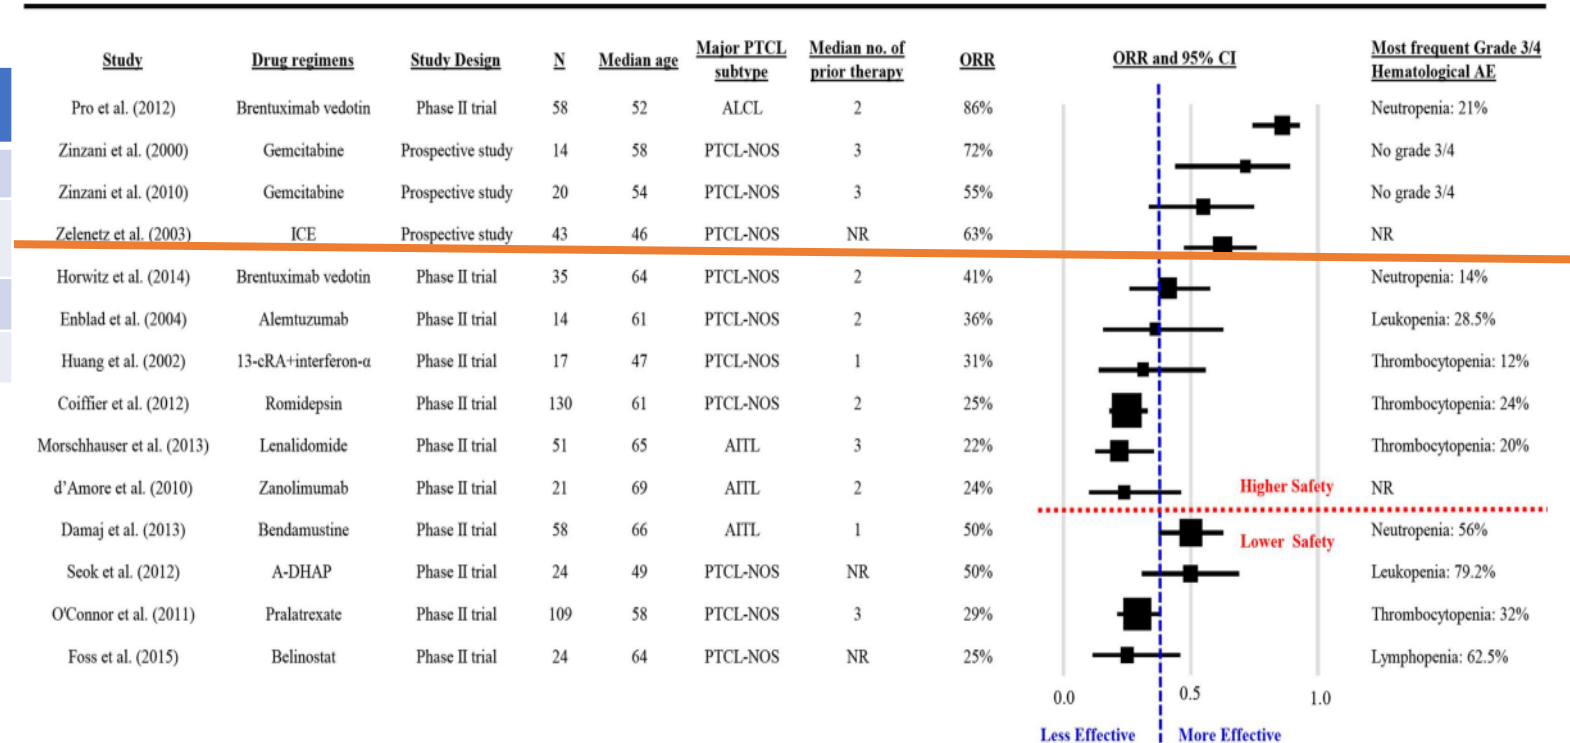 Study Drug regimens Study Design N Median age Major PTCL subtype Median no. of prior therapy ORR ORR and 95% CI Most frequent Grade 3/4 Hematological AE
Pro et al. (2012) Brentuximab vedotin Phase II trial 58 52 ALCL 2 86% Neutropenia: 21%
Zinzani et al. (2000) Gemcitabine Prospective study 14 58 PTCL-NOS 3 72% No grade 3/4
Zinzani et al. (2010) Gemcitabine Prospective study 20 54 PTCL-NOS 3 55% No grade 3/4
Zelenetz et al. (2003) ICE Prospective study 43 46 PTCL-NOS NR 63% NR
Horwitz et al. (2014) Brentuximab vedotin Phase II trial 35 64 PTCL-NOS 2 41% Neutropenia: 14%
Enblad et al. (2004) Alemtuzumab Phase II trial 14 61 PTCL-NOS 2 36% Leukopenia: 28.5%
Huang et al. (2002) 13-cRA+interferon-α Phase II trial 17 47 PTCL-NOS 1 31% Thrombocytopenia: 12%
Coiffier et al. (2012) Romidepsin Phase II trial 130 61 PTCL-NOS 2 25% Thrombocytopenia: 24%
Morschhauser et al. (2013) Lenalidomide Phase II trial 51 65 AITL 3 22% Thrombocytopenia: 20%
d’Amore et al. (2010) Zanolimumab Phase II trial 21 69 AITL 2 24% Higher Safety NR
Damaj et al. (2013) Bendamustine Phase II trial 58 66 AITL 1 50% Neutropenia: 56%
Lower Safety
Seok et al. (2012) A-DHAP Phase II trial 24 49 PTCL-NOS NR 50% Leukopenia: 79.2%
O'Connor et al. (2011) Pralatrexate Phase II trial 109 58 PTCL-NOS 3 29% Thrombocytopenia: 32%
Foss et al. (2015) Belinostat Phase II trial 24 64 PTCL-NOS NR 25% Lymphopenia: 62.5%
0.0 0.5 1.0
Less Effective More Effective